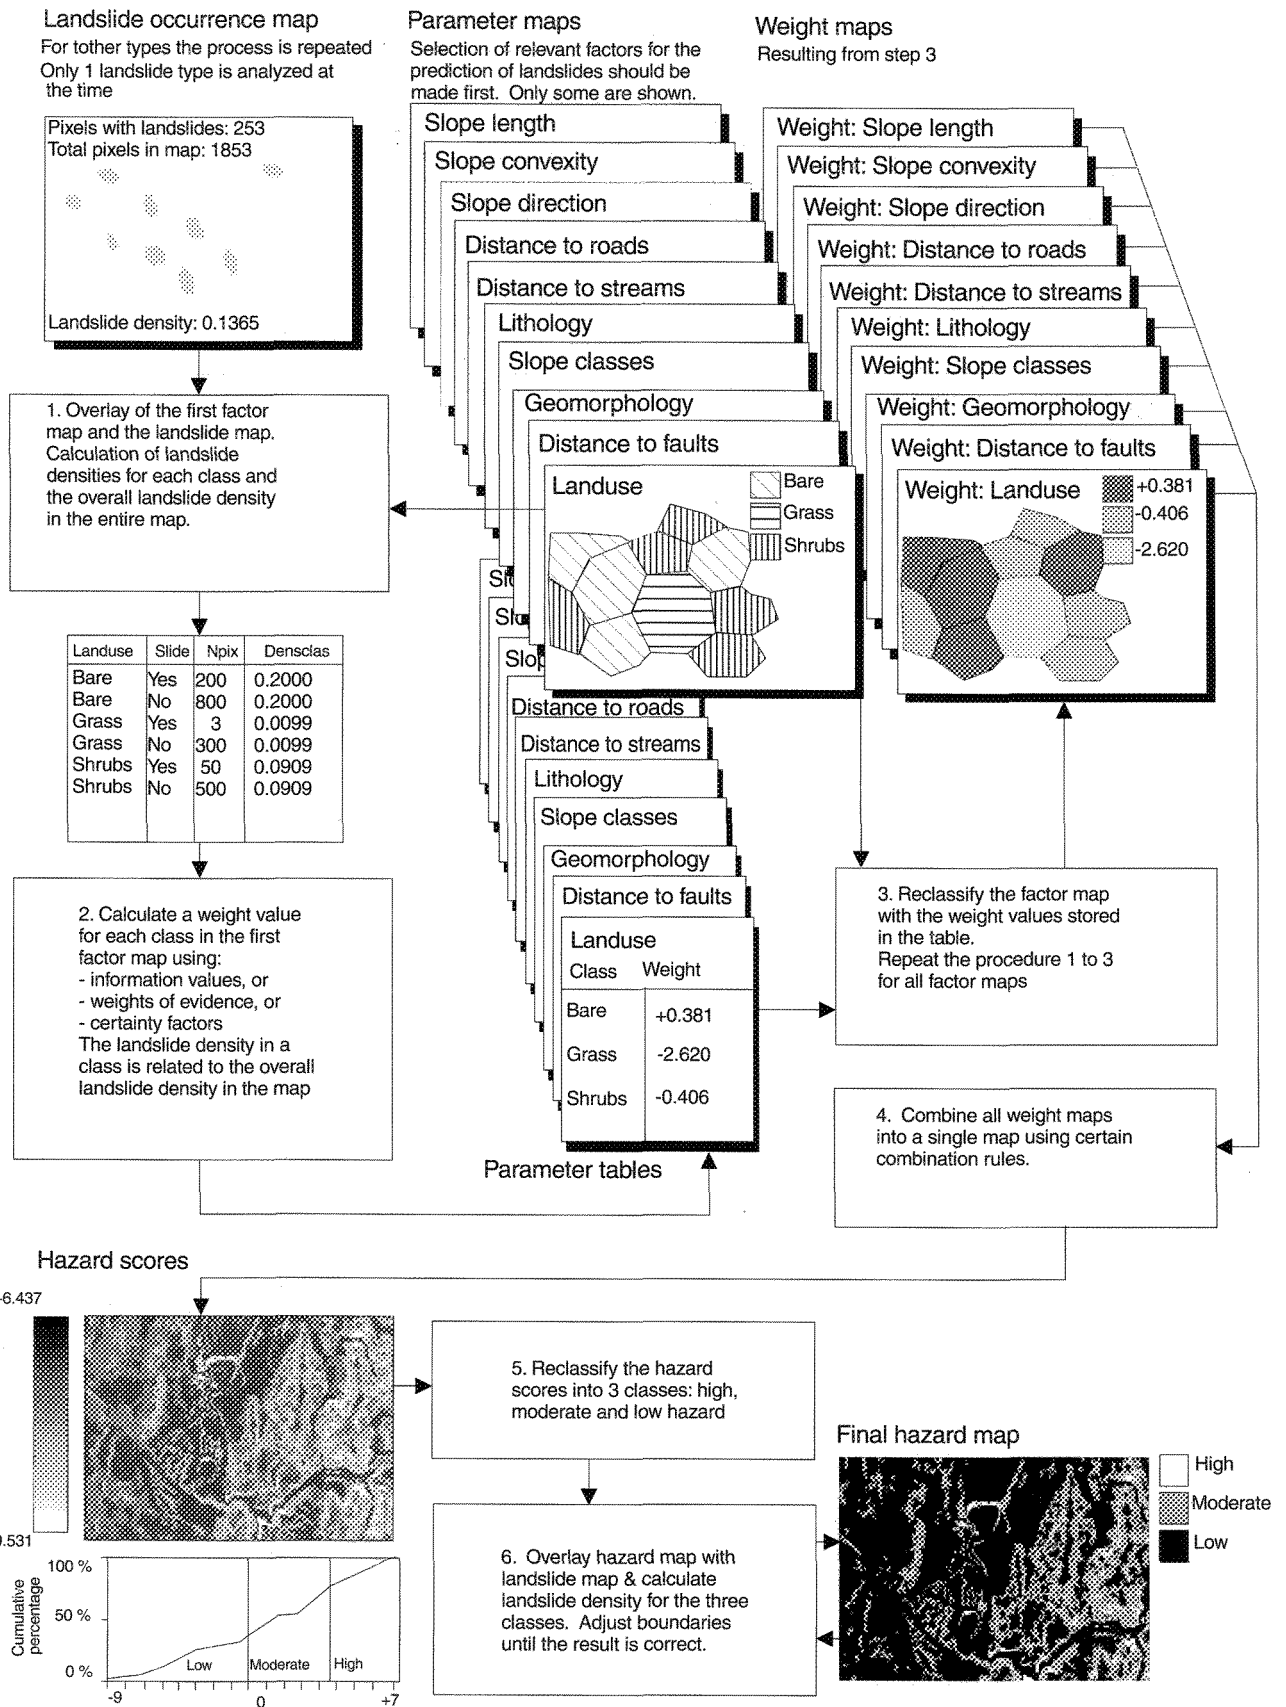 Landslide occurrence map
For tother types the process is repeated
Only 1 landslide type is analyzed at
the time
Pixels with landslides: 253
Total pixels in map: 1853
Landslide density: 0.1365
Parameter maps
Selection of relevant factors for the
prediction of landslides should be
made first. Only some are shown.
Slope length
Slope convexity
Slope direction
Distance to roads
Distance to streams
Lithology
Slope classes
Geomorphology
Distance to faults
Landuse
Bare
Grass
Shrubs
Weight maps
Resulting from step 3
Weight: Slope length
Weight: Slope convexity
Weight: Slope direction
Weight: Distance to roads
Weight: Distance to streams
Weight: Lithology
Weight: Slope classes
Weight: Geomorphology
Weight: Distance to faults
Weight: Landuse
+0.381
-0.406
-2.620
1. Overlay of the first factor
map and the landslide map.
Calculation of landslide
densities for each class and
the overall landslide density
in the entire map.
Landuse Slide Npix Densclas
Bare Yes 200 0.2000
Bare No 800 0.2000
Grass Yes 3 0.0099
Grass No 300 0.0099
Shrubs Yes 50 0.0909
Shrubs No 500 0.0909
2. Calculate a weight value
for each class in the first
factor map using:
- information values, or
- weights of evidence, or
- certainty factors
The landslide density in a
class is related to the overall
landslide density in the map
Slop
Distance to roads
Distance to streams
Lithology
Slope classes
Geomorphology
Distance to faults
Landuse
Class Weight
Bare +0.381
Grass -2.620
Shrubs -0.406
Parameter tables
3. Reclassify the factor map
with the weight values stored
in the table.
Repeat the procedure 1 to 3
for all factor maps
4. Combine all weight maps
into a single map using certain
combination rules.
Hazard scores
-6.437
.531
5. Reclassify the hazard
scores into 3 classes: high,
moderate and low hazard
6. Overlay hazard map with
landslide map & calculate
landslide density for the three
classes. Adjust boundaries
until the result is correct.
Final hazard map
High
Moderate
Low
Cumulative
percentage
100 %
50 %
0 %
Low
Moderate
High
-9
0
+7